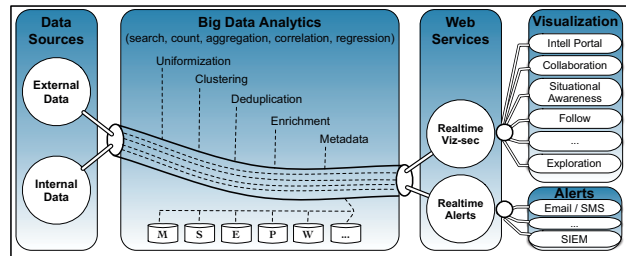 Data
Sources
External
Data
Internal
Data
Big Data Analytics
(search, count, aggregation, correlation, regression)
Uniformization
Clustering
Deduplication
Enrichment
Metadata
M
S
E
P
W
...
Web
Services
Realtime
Viz-sec
Realtime
Alerts
Visualization
Intell Portal
Collaboration
Situational
Awareness
Follow
...
Exploration
Alerts
Email / SMS
...
SIEM